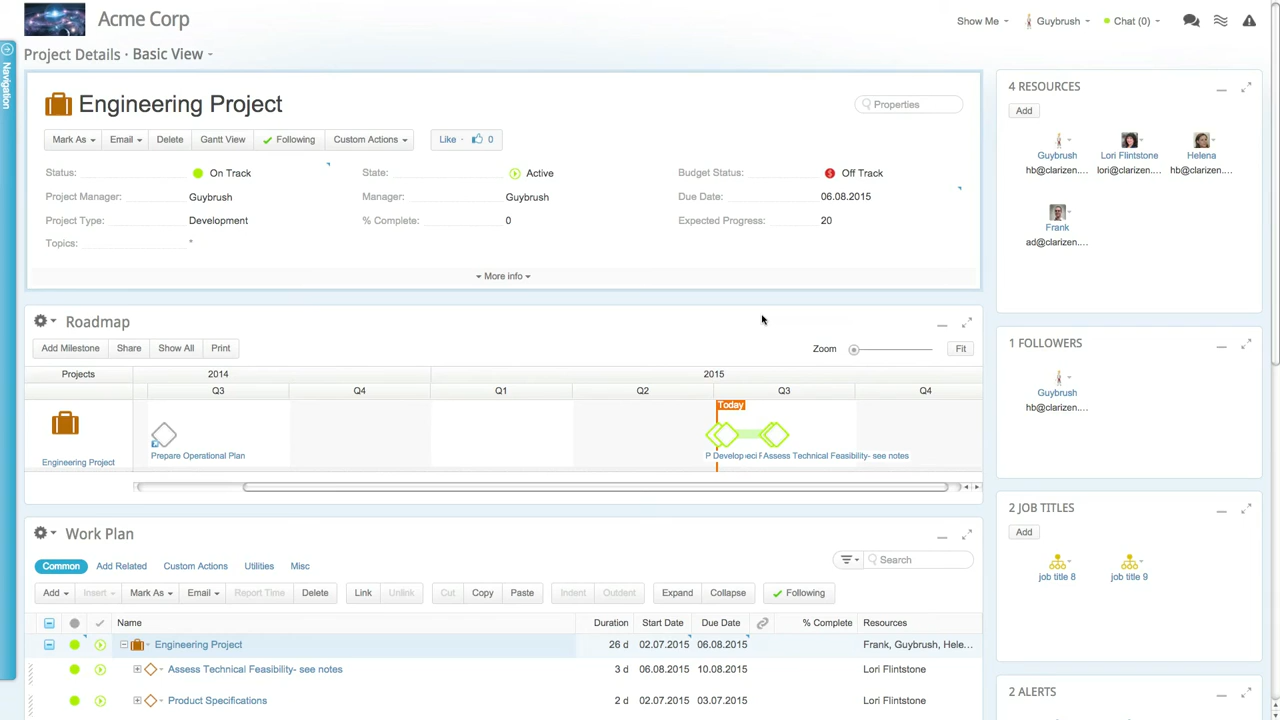 Acme Corp
Show Me
Guybrush
Chat (0)
Navigation
Project Details · Basic View
Engineering Project
Properties
Mark As
Email
Delete
Gantt View
Following
Custom Actions
Like · 0
Status: On Track
State: Active
Budget Status: Off Track
Project Manager: Guybrush
Manager: Guybrush
Due Date: 06.08.2015
Project Type: Development
% Complete: 0
Expected Progress: 20
Topics: *
More info
Roadmap
Add Milestone
Share
Show All
Print
Zoom
Fit
Projects
2014
2015
Q3
Q4
Q1
Q2
Q3
Q4
Today
Engineering Project
Prepare Operational Plan
Assess Technical Feasibility- see notes
Work Plan
Common
Add Related
Custom Actions
Utilities
Misc
Search
Add
Insert
Mark As
Email
Report Time
Delete
Link
Unlink
Cut
Copy
Paste
Indent
Outdent
Expand
Collapse
Following
Name
Duration
Start Date
Due Date
% Complete
Resources
Engineering Project 26 d 02.07.2015 06.08.2015 Frank, Guybrush, Hele...
Assess Technical Feasibility- see notes 3 d 06.08.2015 10.08.2015 Lori Flintstone
Product Specifications 2 d 02.07.2015 03.07.2015 Lori Flintstone
4 RESOURCES
Add
Guybrush
hb@clarizen....
Lori Flintstone
lori@clarizen....
Helena
hb@clarizen....
Frank
ad@clarizen....
1 FOLLOWERS
Guybrush
hb@clarizen....
2 JOB TITLES
Add
job title 8
job title 9
2 ALERTS